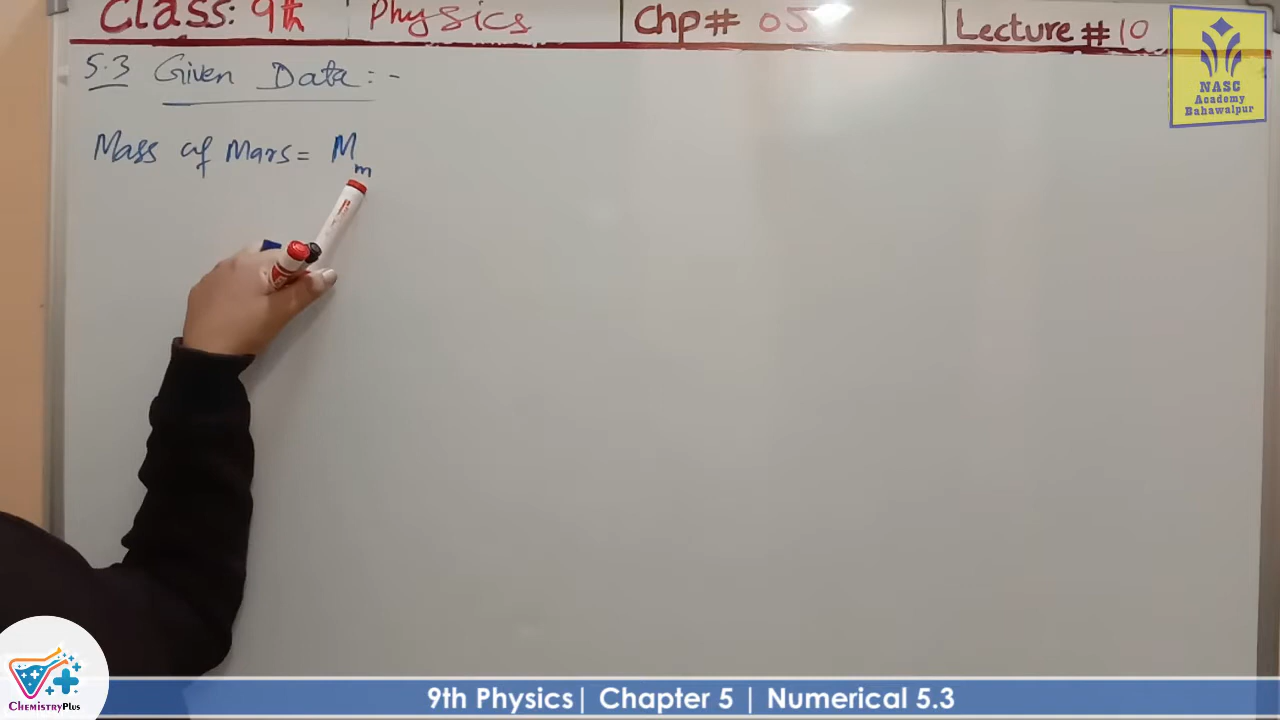 Class: 9th | Physics | Chp# 05 | Lecture #10
NASC
Academy
Bahawalpur
5.3 Given Data:-
Mass of Mars = Mm
ChemistryPlus
9th Physics| Chapter 5 | Numerical 5.3